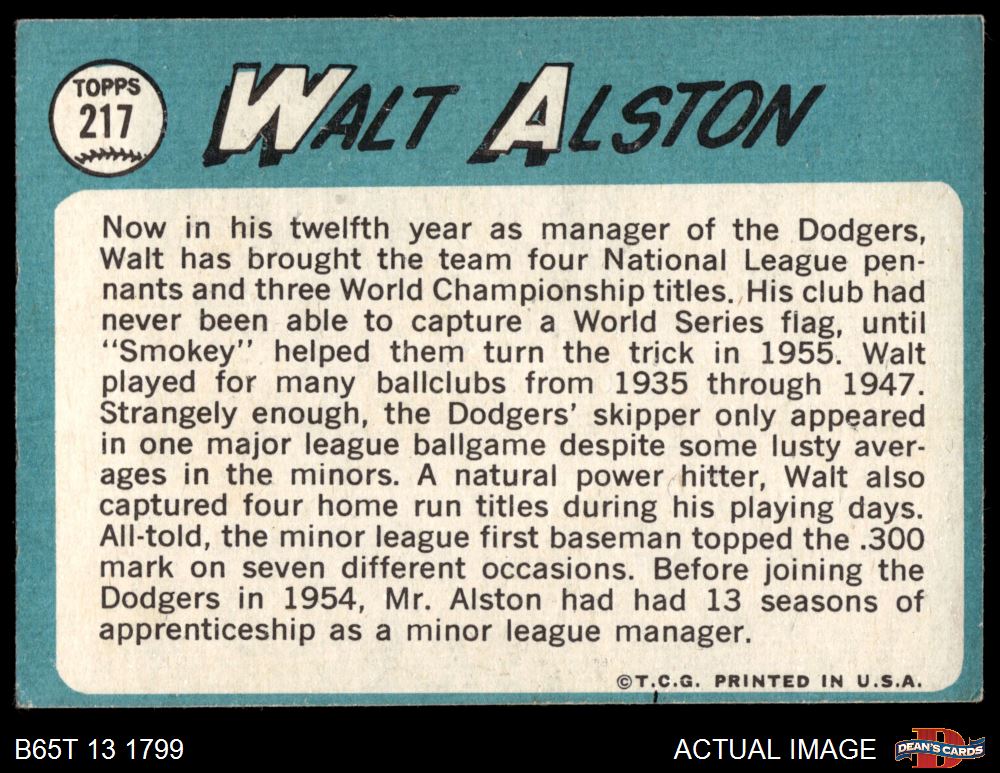 TOPPS
217
WALT ALSTON
Now in his twelfth year as manager of the Dodgers,
Walt has brought the team four National League pen-
nants and three World Championship titles. His club had
never been able to capture a World Series flag, until
"Smokey" helped them turn the trick in 1955. Walt
played for many ballclubs from 1935 through 1947.
Strangely enough, the Dodgers' skipper only appeared
in one major league ballgame despite some lusty aver-
ages in the minors. A natural power hitter, Walt also
captured four home run titles during his playing days.
All-told, the minor league first baseman topped the .300
mark on seven different occasions. Before joining the
Dodgers in 1954, Mr. Alston had had 13 seasons of
apprenticeship as a minor league manager.
©T.C.G. PRINTED IN U.S.A.
B65T 13 1799
ACTUAL IMAGE
D
DEAN'S CARDS